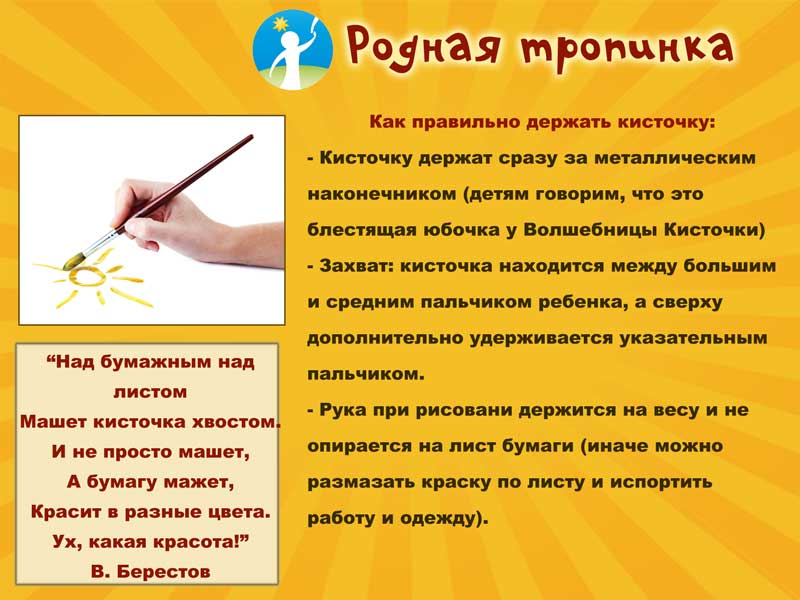 Родная тропинка
Как правильно держать кисточку:
- Кисточку держат сразу за металлическим
наконечником (детям говорим, что это
блестящая юбочка у Волшебницы Кисточки)
- Захват: кисточка находится между большим
и средним пальчиком ребенка, а сверху
дополнительно удерживается указательным
пальчиком.
- Рука при рисовани держится на весу и не
опирается на лист бумаги (иначе можно
размазать краску по листу и испортить
работу и одежду).
“Над бумажным над
листом
Машет кисточка хвостом.
И не просто машет,
А бумагу мажет,
Красит в разные цвета.
Ух, какая красота!”
В. Берестов